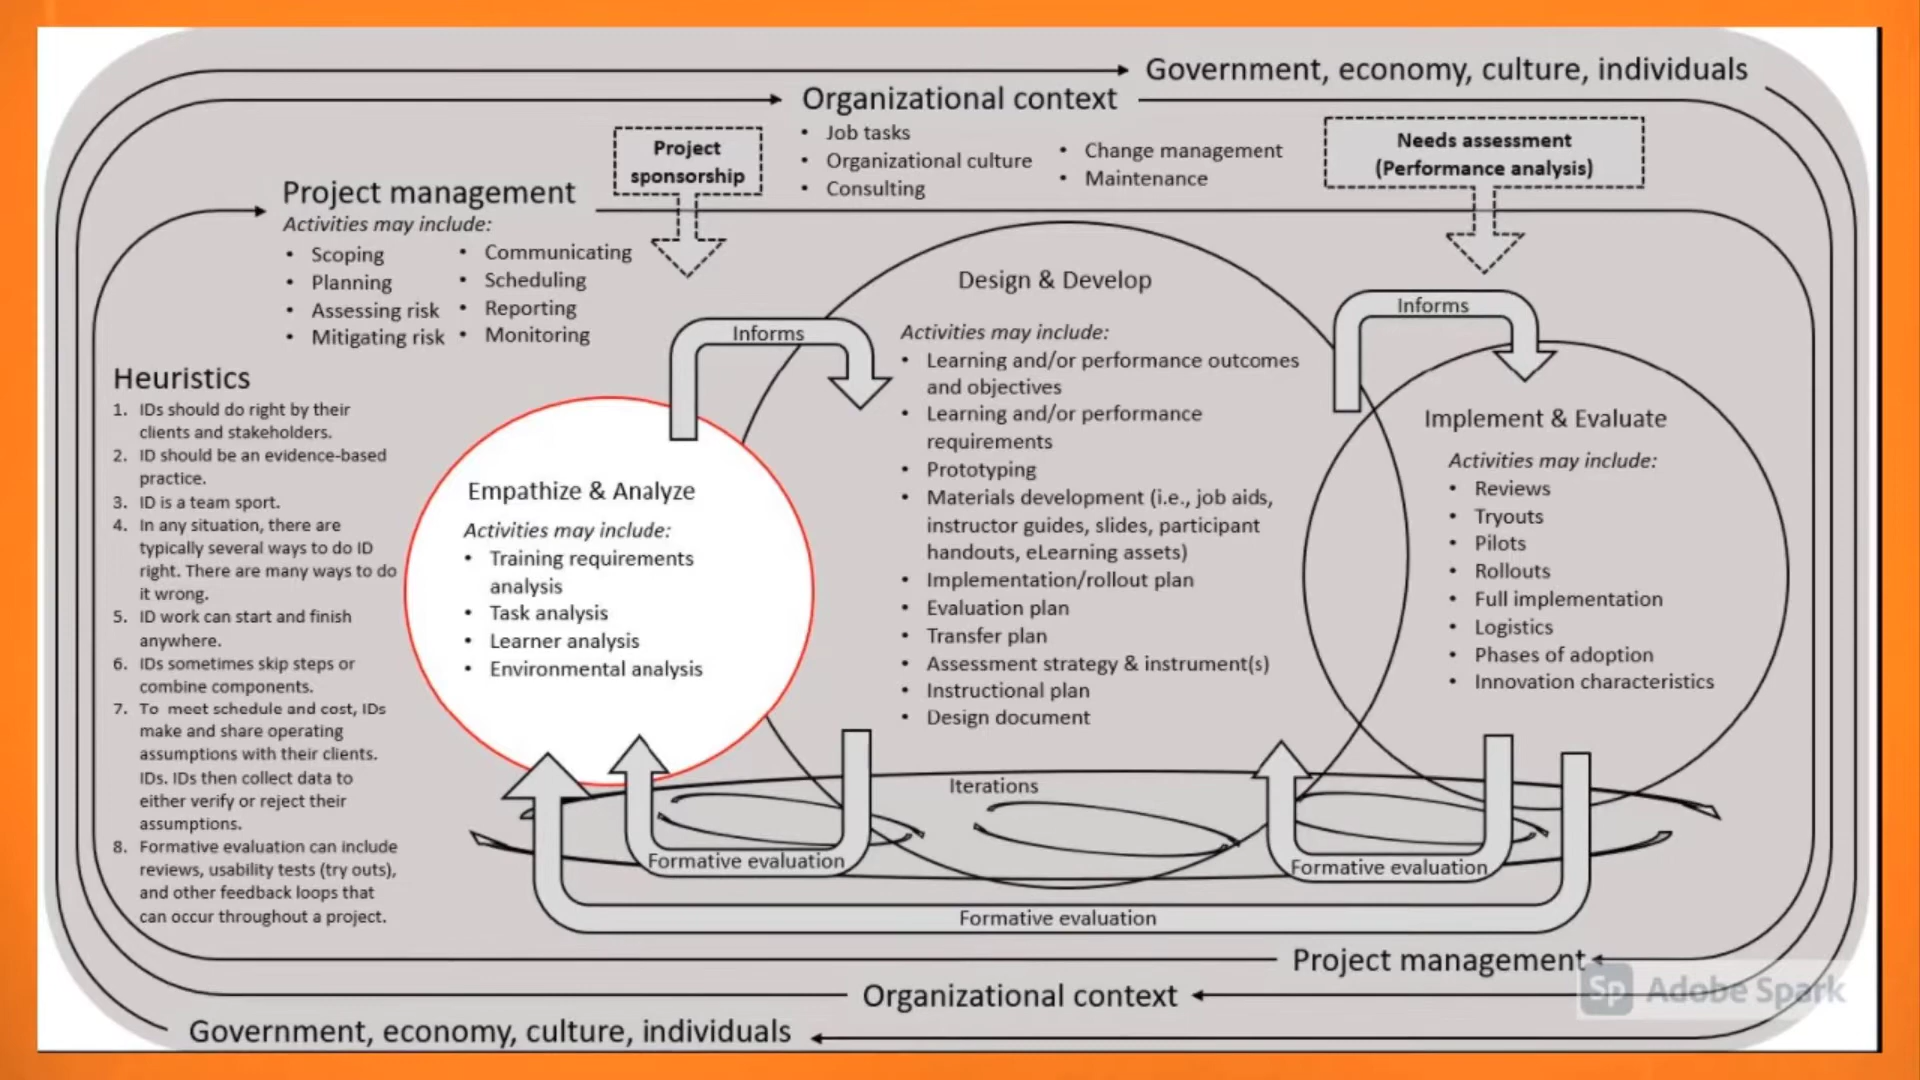 Government, economy, culture, individuals
Organizational context
• Job tasks
• Organizational culture
• Consulting
• Change management
• Maintenance
Project
sponsorship
Needs assessment
(Performance analysis)
Project management
Activities may include:
• Scoping
• Planning
• Assessing risk
• Mitigating risk
• Communicating
• Scheduling
• Reporting
• Monitoring
Heuristics
1. IDs should do right by their
clients and stakeholders.
2. ID should be an evidence-based
practice.
3. ID is a team sport.
4. In any situation, there are
typically several ways to do ID
right. There are many ways to do
it wrong.
5. ID work can start and finish
anywhere.
6. IDs sometimes skip steps or
combine components.
7. To meet schedule and cost, IDs
make and share operating
assumptions with their clients.
IDs. IDs then collect data to
either verify or reject their
assumptions.
8. Formative evaluation can include
reviews, usability tests (try outs),
and other feedback loops that
can occur throughout a project.
Informs
Empathize & Analyze
Activities may include:
• Training requirements
analysis
• Task analysis
• Learner analysis
• Environmental analysis
Design & Develop
Activities may include:
• Learning and/or performance outcomes
and objectives
• Learning and/or performance
requirements
• Prototyping
• Materials development (i.e., job aids,
instructor guides, slides, participant
handouts, eLearning assets)
• Implementation/rollout plan
• Evaluation plan
• Transfer plan
• Assessment strategy & instrument(s)
• Instructional plan
• Design document
Informs
Implement & Evaluate
Activities may include:
• Reviews
• Tryouts
• Pilots
• Rollouts
• Full implementation
• Logistics
• Phases of adoption
• Innovation characteristics
Iterations
Formative evaluation
Formative evaluation
Formative evaluation
Project management
Organizational context
Government, economy, culture, individuals
Sp Adobe Spark